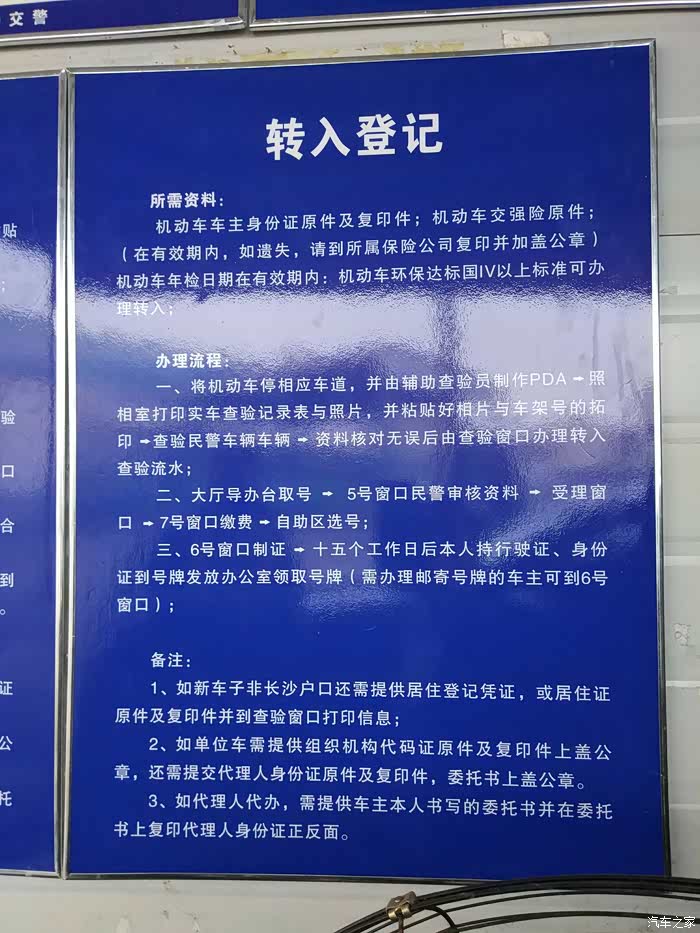 交警
转入登记
所需资料：
机动车车主身份证原件及复印件；机动车交强险原件；
（在有效期内，如遗失，请到所属保险公司复印并加盖公章）
机动车年检日期在有效期内：机动车环保达标国IV以上标准可办
理转入；
办理流程：
一、将机动车停相应车道，并由辅助查验员制作PDA➡照
相室打印实车查验记录表与照片，并粘贴好相片与车架号的拓
印➡查验民警车辆车辆➡资料核对无误后由查验窗口办理转入
查验流水；
二、大厅导办台取号➡5号窗口民警审核资料➡受理窗
口➡7号窗口缴费➡自助区选号；
三、6号窗口制证➡十五个工作日后本人持行驶证、身份
证到号牌发放办公室领取号牌（需办理邮寄号牌的车主可到6号
窗口）；
备注：
1、如新车子非长沙户口还需提供居住登记凭证，或居住证
原件及复印件并到查验窗口打印信息；
2、如单位车需提供组织机构代码证原件及复印件上盖公
章，还需提交代理人身份证原件及复印件，委托书上盖公章。
3、如代理人代办，需提供车主本人书写的委托书并在委托
书上复印代理人身份证正反面。
贴
；
验
口
合
到
。
证
公
托
汽车之家